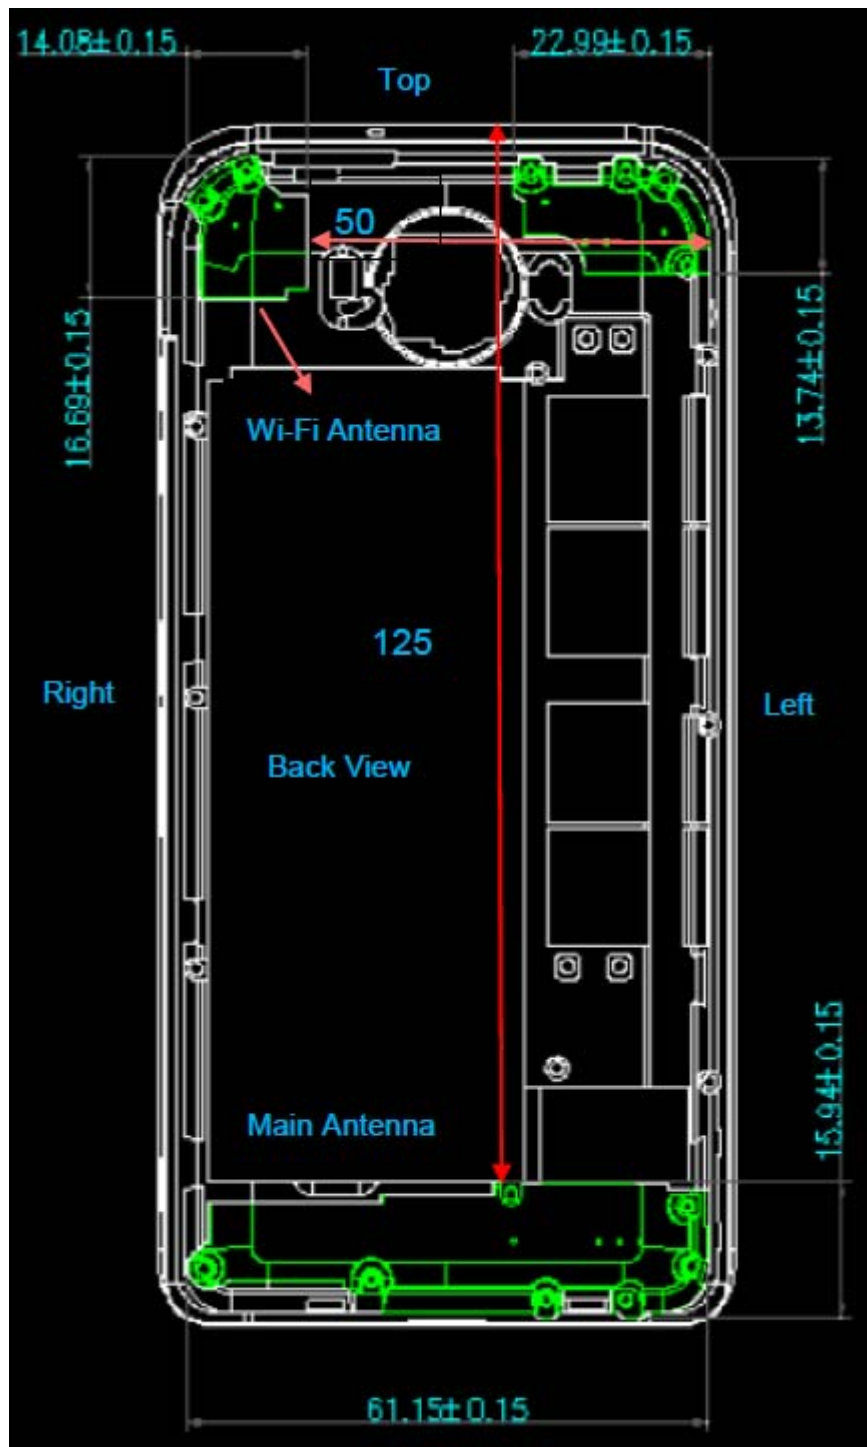 14.08±0.15
22.99±0.15
Top
50
16.69±0.15
13.74±0.15
Wi-Fi Antenna
125
Right
Left
Back View
15.94±0.15
Main Antenna
61.15±0.15